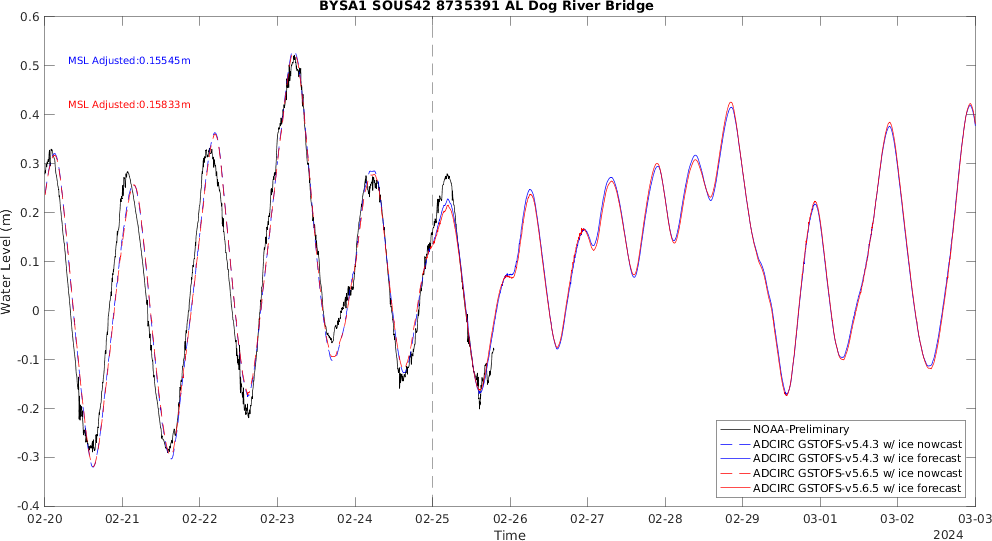 BYSA1 SOUS42 8735391 AL Dog River Bridge
0.6
0.5
0.4
0.3
0.2
0.1
0
-0.1
-0.2
-0.3
-0.4
Water Level (m)
MSL Adjusted:0.15545m
MSL Adjusted:0.15833m
NOAA-Preliminary
ADCIRC GSTOFS-v5.4.3 w/ ice nowcast
ADCIRC GSTOFS-v5.4.3 w/ ice forecast
ADCIRC GSTOFS-v5.6.5 w/ ice nowcast
ADCIRC GSTOFS-v5.6.5 w/ ice forecast
02-20 02-21 02-22 02-23 02-24 02-25 02-26 02-27 02-28 02-29 03-01 03-02 03-03
Time
2024